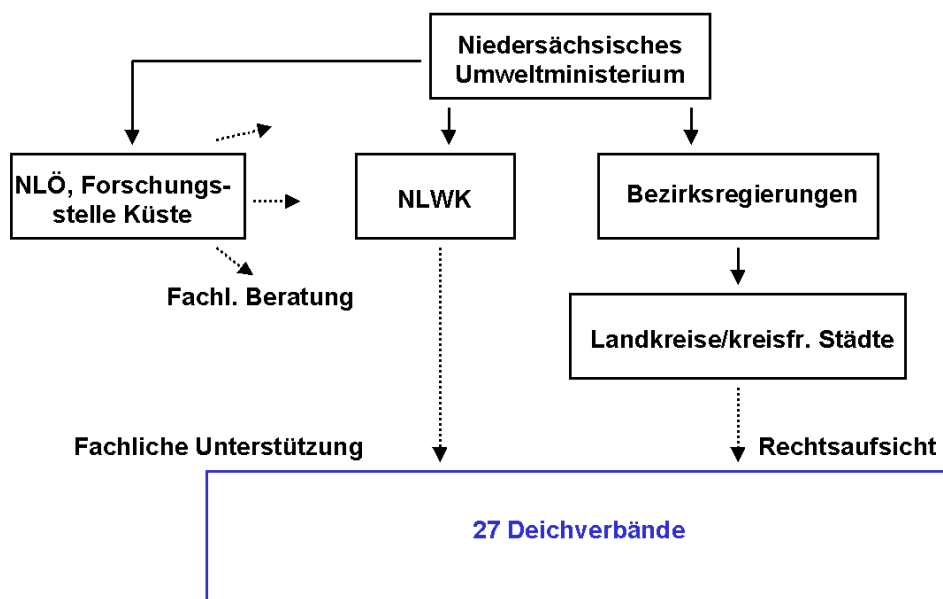 Niedersächsisches
Umweltministerium
NLÖ, Forschungs-
stelle Küste
NLWK
Bezirksregierungen
Fachl. Beratung
Landkreise/kreisfr. Städte
Fachliche Unterstützung
Rechtsaufsicht
27 Deichverbände